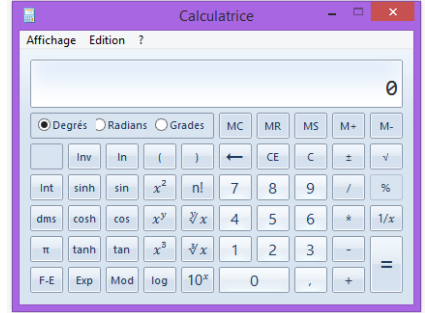 Calculatrice
Affichage Edition ?
0
Degrés Radians Grades MC MR MS M+ M-
Inv ln ( ) ← CE C ± √
Int sinh sin x² n! 7 8 9 / %
dms cosh cos xʸ ʸ√x 4 5 6 * 1/x
π tanh tan x³ ³√x 1 2 3 - =
F-E Exp Mod log 10ˣ 0 , +